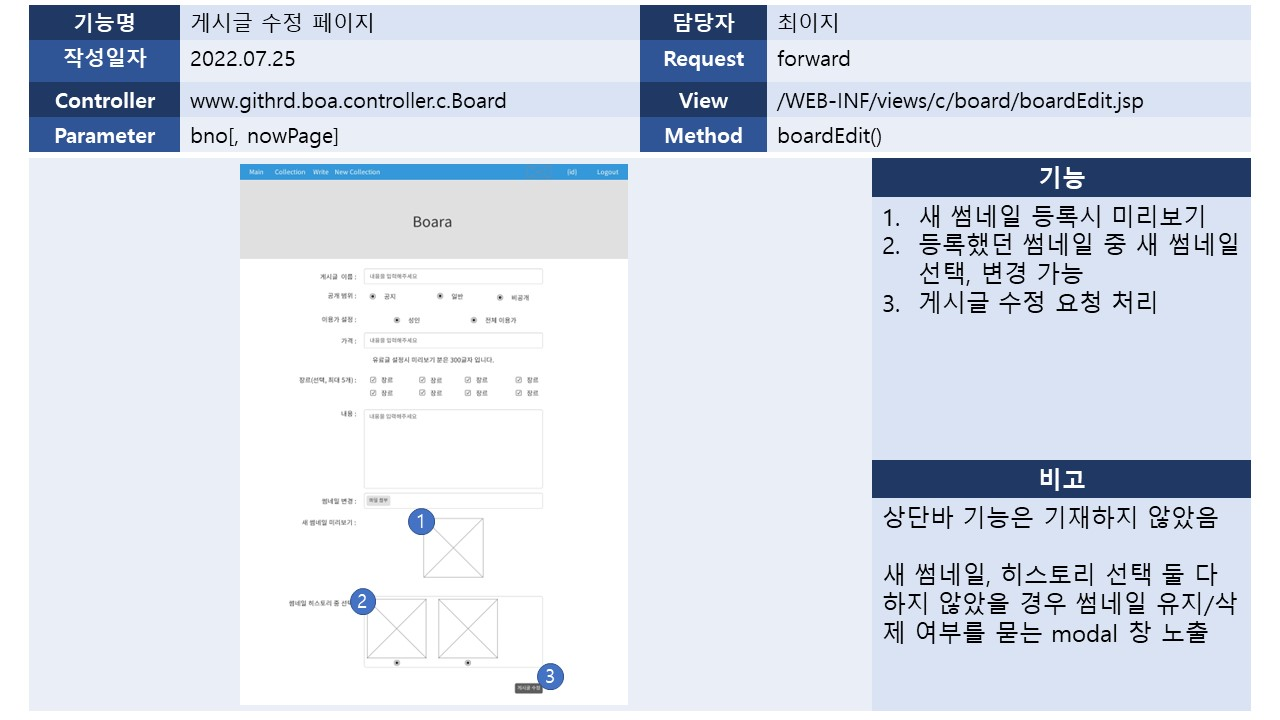 기능명 게시글 수정 페이지 담당자 최이지
작성일자 2022.07.25 Request forward
Controller www.githrd.boa.controller.c.Board View /WEB-INF/views/c/board/boardEdit.jsp
Parameter bno[, nowPage] Method boardEdit()
Main Collection Write New Collection (id) Logout
Boara
게시글 이름 : 내용을 입력해주세요
공개 범위 : 공지 일반 비공개
이용가 설정 : 성인 전체 이용가
가격 : 내용을 입력해주세요
유료글 설정시 미리보기 분은 300글자 입니다.
장르(선택, 최대 5개) : 장르 장르 장르 장르
장르 장르 장르 장르
내용 : 내용을 입력해주세요
썸네일 변경 : 파일 첨부
새 썸네일 미리보기 :
1
썸네일 히스토리 중 선택
2
3
게시글 수정
기능
1. 새 썸네일 등록시 미리보기
2. 등록했던 썸네일 중 새 썸네일
선택, 변경 가능
3. 게시글 수정 요청 처리
비고
상단바 기능은 기재하지 않았음
새 썸네일, 히스토리 선택 둘 다
하지 않았을 경우 썸네일 유지/삭
제 여부를 묻는 modal 창 노출